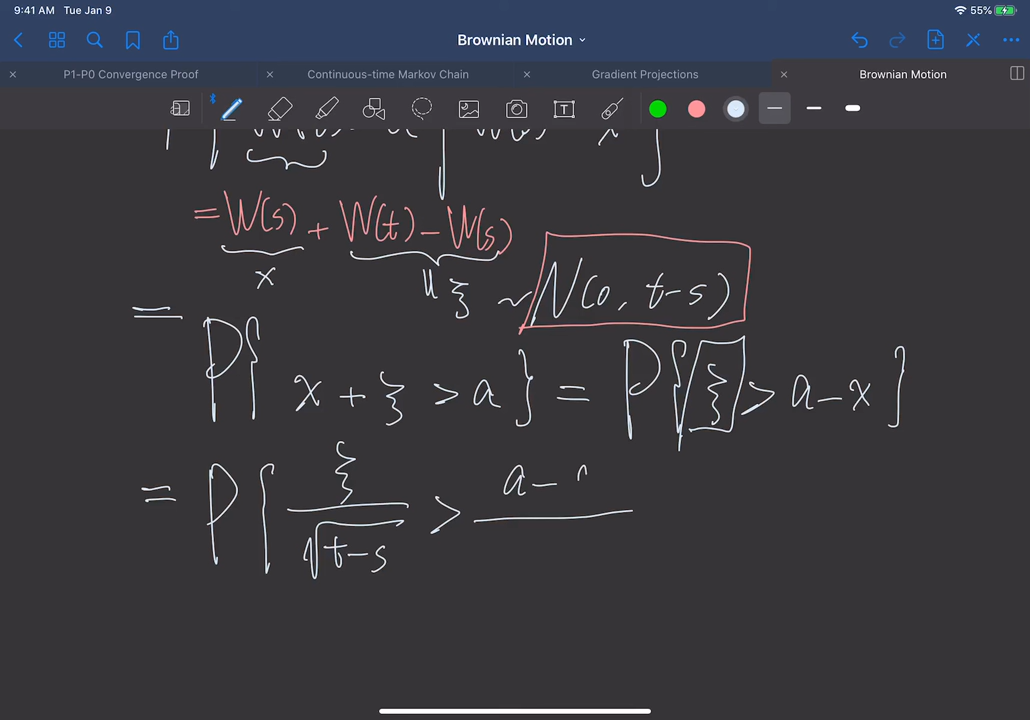 9:41 AM Tue Jan 9 55%
Brownian Motion
P1-P0 Convergence Proof Continuous-time Markov Chain Gradient Projections Brownian Motion
= W(s) + W(t) - W(s)
x ξ ~ N(0, t-s)
= P{ x + ξ > a } = P{ ξ > a - x }
= P{ ξ / √t-s > a -